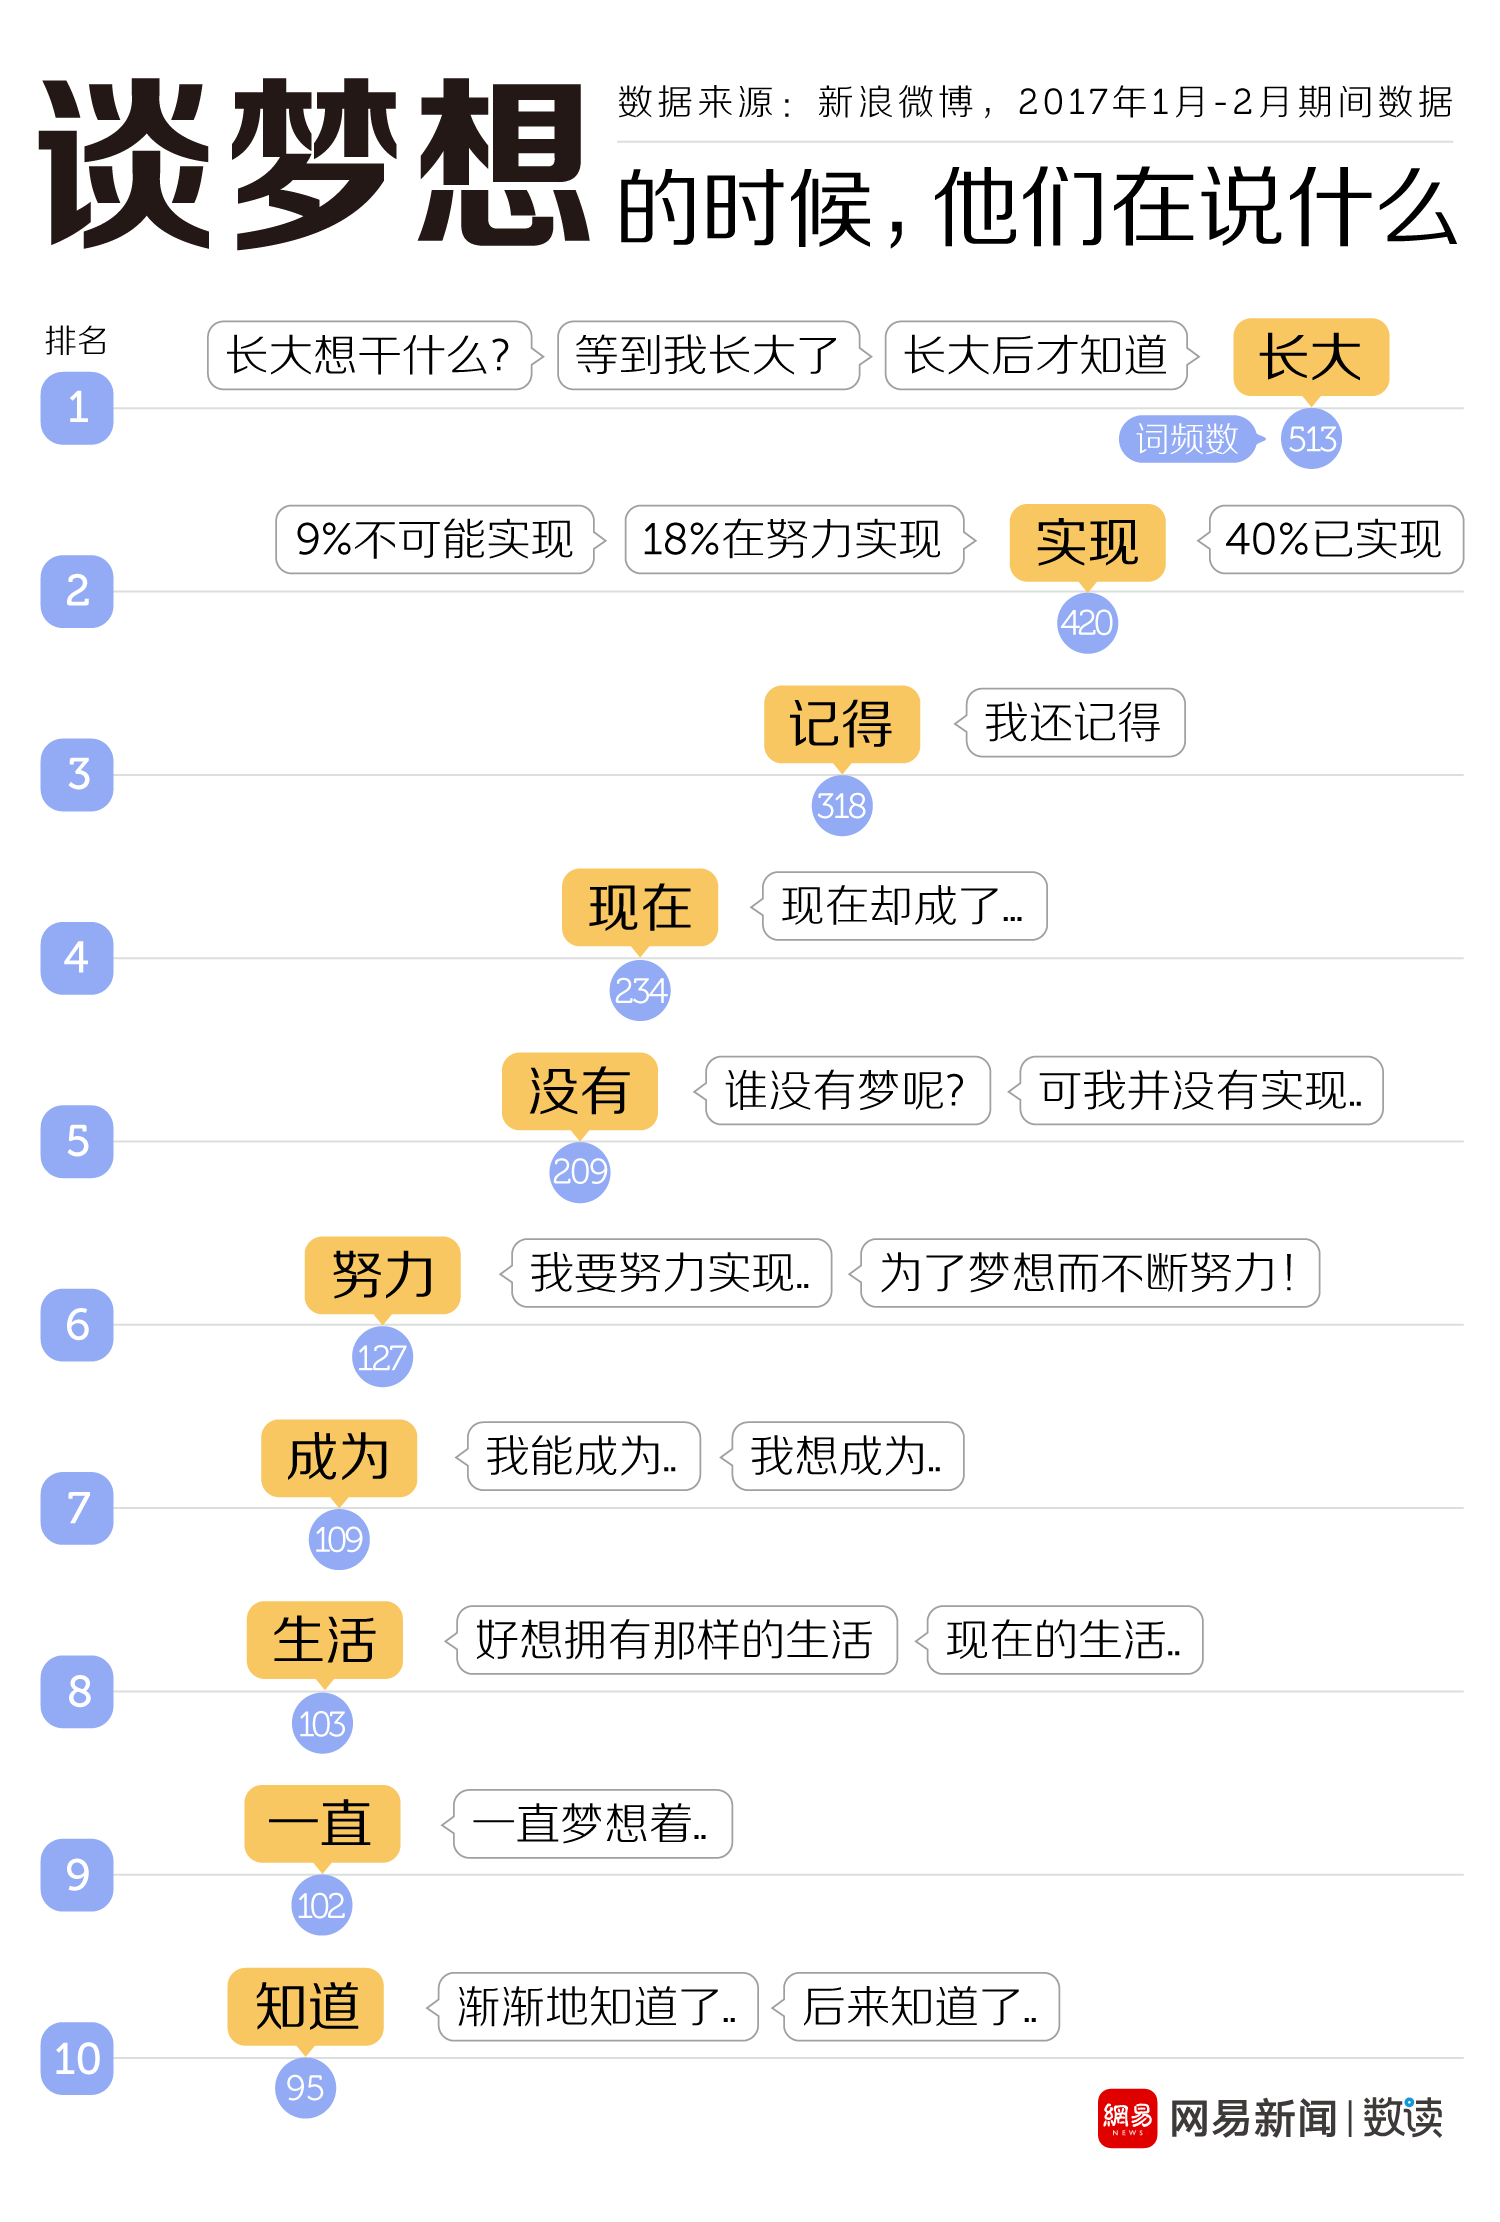 谈梦想
数据来源：新浪微博，2017年1月-2月期间数据
的时候，他们在说什么
排名
1
长大想干什么?
等到我长大了
长大后才知道
长大
词频数
513
2
9%不可能实现
18%在努力实现
实现
40%已实现
420
3
记得
我还记得
318
4
现在
现在却成了...
234
5
没有
谁没有梦呢?
可我并没有实现..
209
6
努力
我要努力实现..
为了梦想而不断努力!
127
7
成为
我能成为..
我想成为..
109
8
生活
好想拥有那样的生活
现在的生活..
103
9
一直
一直梦想着..
102
10
知道
渐渐地知道了..
后来知道了..
95
網易 NEWS 网易新闻 | 数读